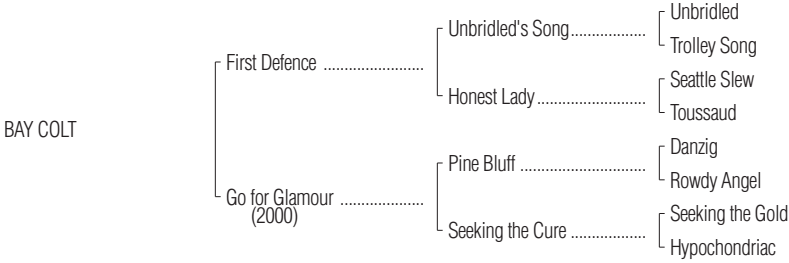 BAY COLT
First Defence ........................
Go for Glamour ....................
(2000)
Unbridled's Song..................
Honest Lady..........................
Pine Bluff ..............................
Seeking the Cure ..................
Unbridled
Trolley Song
Seattle Slew
Toussaud
Danzig
Rowdy Angel
Seeking the Gold
Hypochondriac